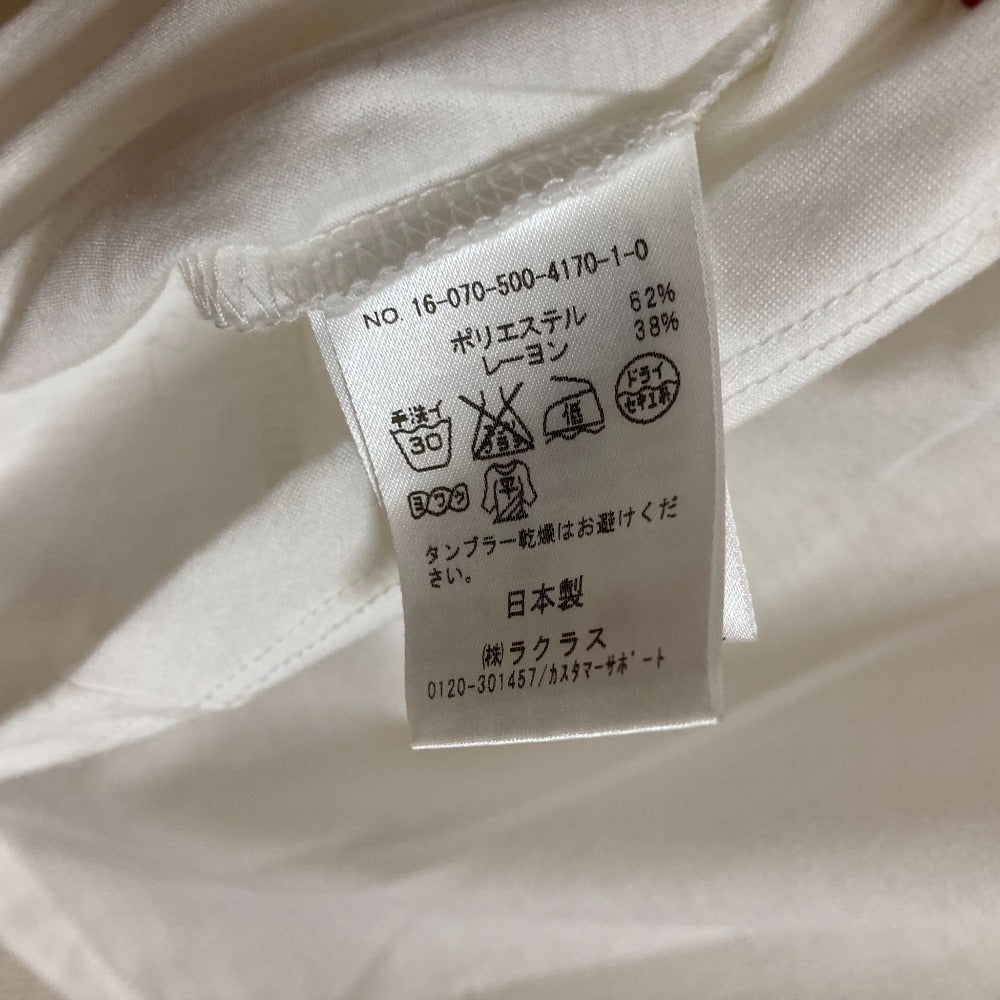 NO 16-070-500-4170-1-0
ポリエステル 62%
レーヨン 38%
手洗イ
30
低
ドライ
セキユ系
ヨワク
平
タンブラー乾燥はお避けくだ
さい。
日本製
㈱ラクラス
0120-301457/カスタマーサポート